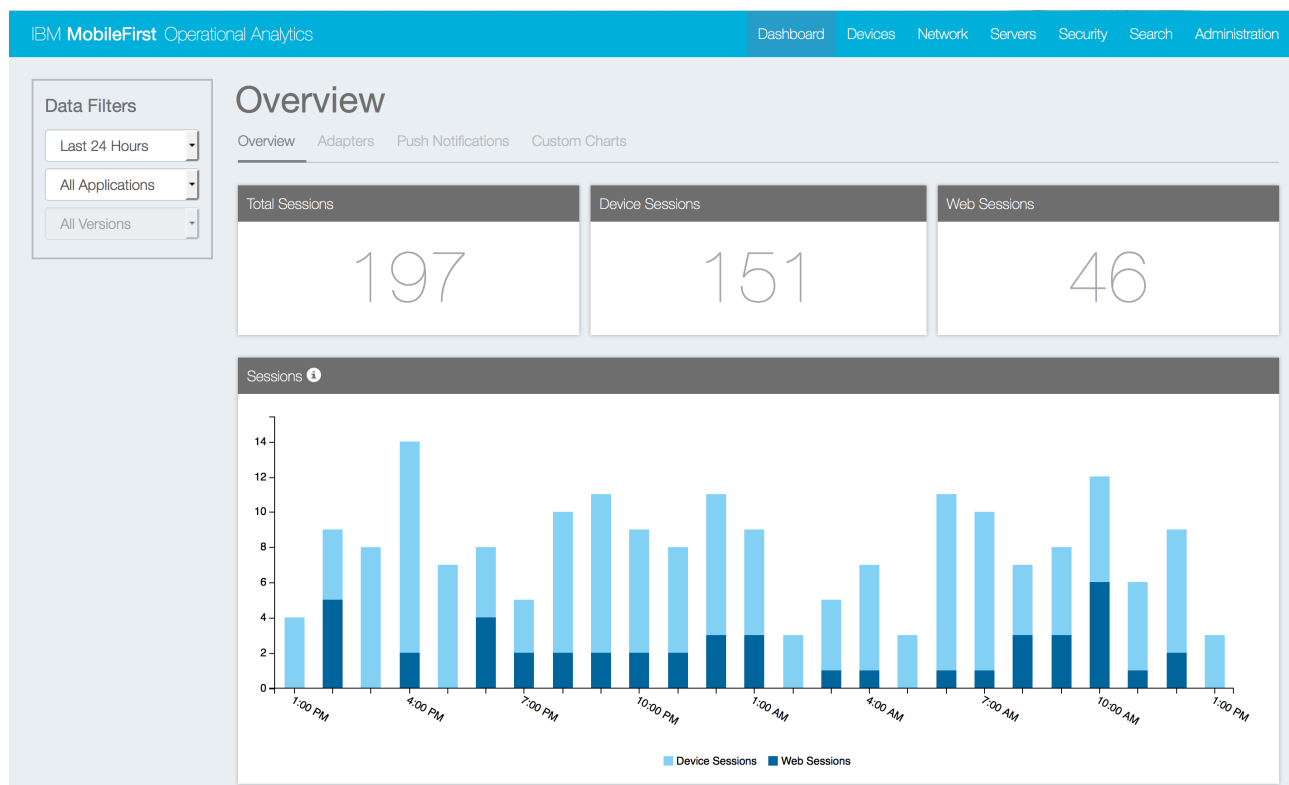 IBM MobileFirst Operational Analytics
Dashboard Devices Network Servers Security Search Administration
Data Filters
Last 24 Hours
All Applications
All Versions
Overview
Overview Adapters Push Notifications Custom Charts
Total Sessions
197
Device Sessions
151
Web Sessions
46
Sessions i
14
12
10
8
6
4
2
0
1:00 PM 4:00 PM 7:00 PM 10:00 PM 1:00 AM 4:00 AM 7:00 AM 10:00 AM 1:00 PM
Device Sessions Web Sessions